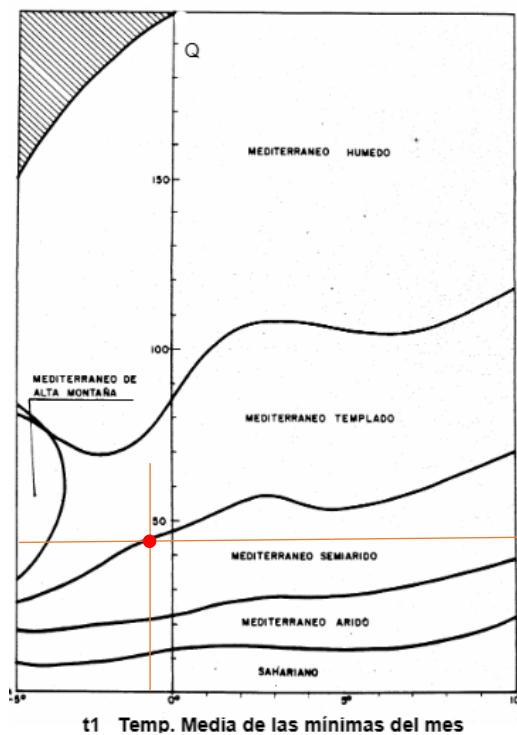 Q
MEDITERRANEO HUMEDO
150
100
MEDITERRANEO DE
ALTA MONTAÑA
MEDITERRANEO TEMPLADO
50
MEDITERRANEO SEMIARIDO
MEDITERRANEO ARIDO
SAHARIANO
-5° 0° 5° 10
t1 Temp. Media de las mínimas del mes